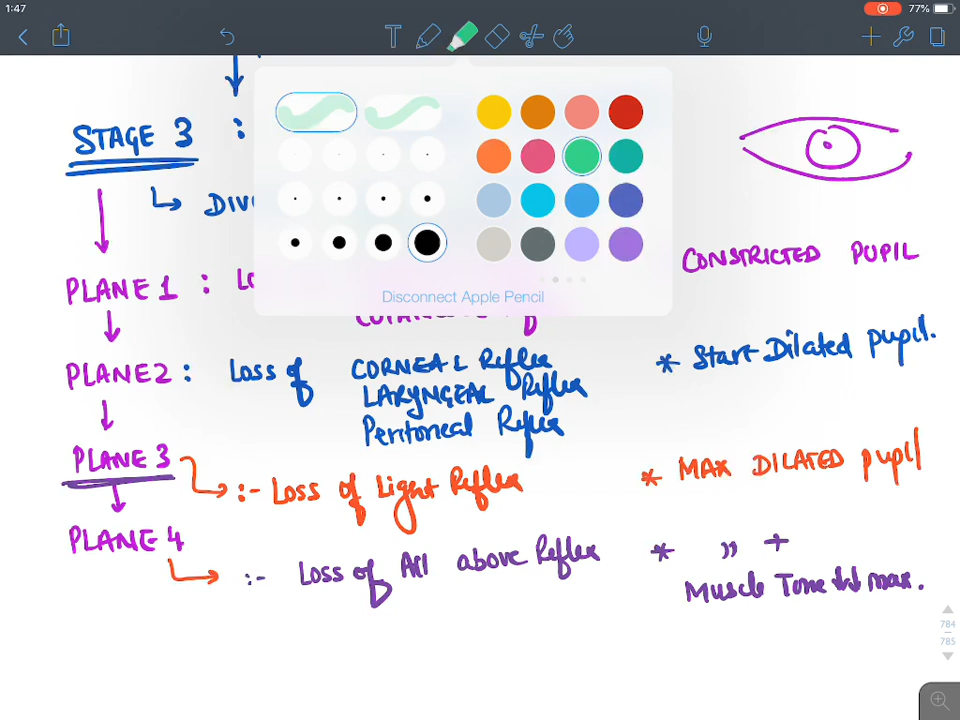 1:47
77%
T
STAGE 3 :
↳ DIV
PLANE 1 : CONSTRICTED PUPIL
PLANE 2 : Loss of CORNEAL Reflex * Start Dilated pupil.
LARYNGEAL Reflex
Peritoneal Reflex
PLANE 3 :- Loss of Light Reflex * MAX DILATED pupil
PLANE 4 :- Loss of All above Reflex * " +
Muscle Tone max.
Disconnect Apple Pencil
784
785